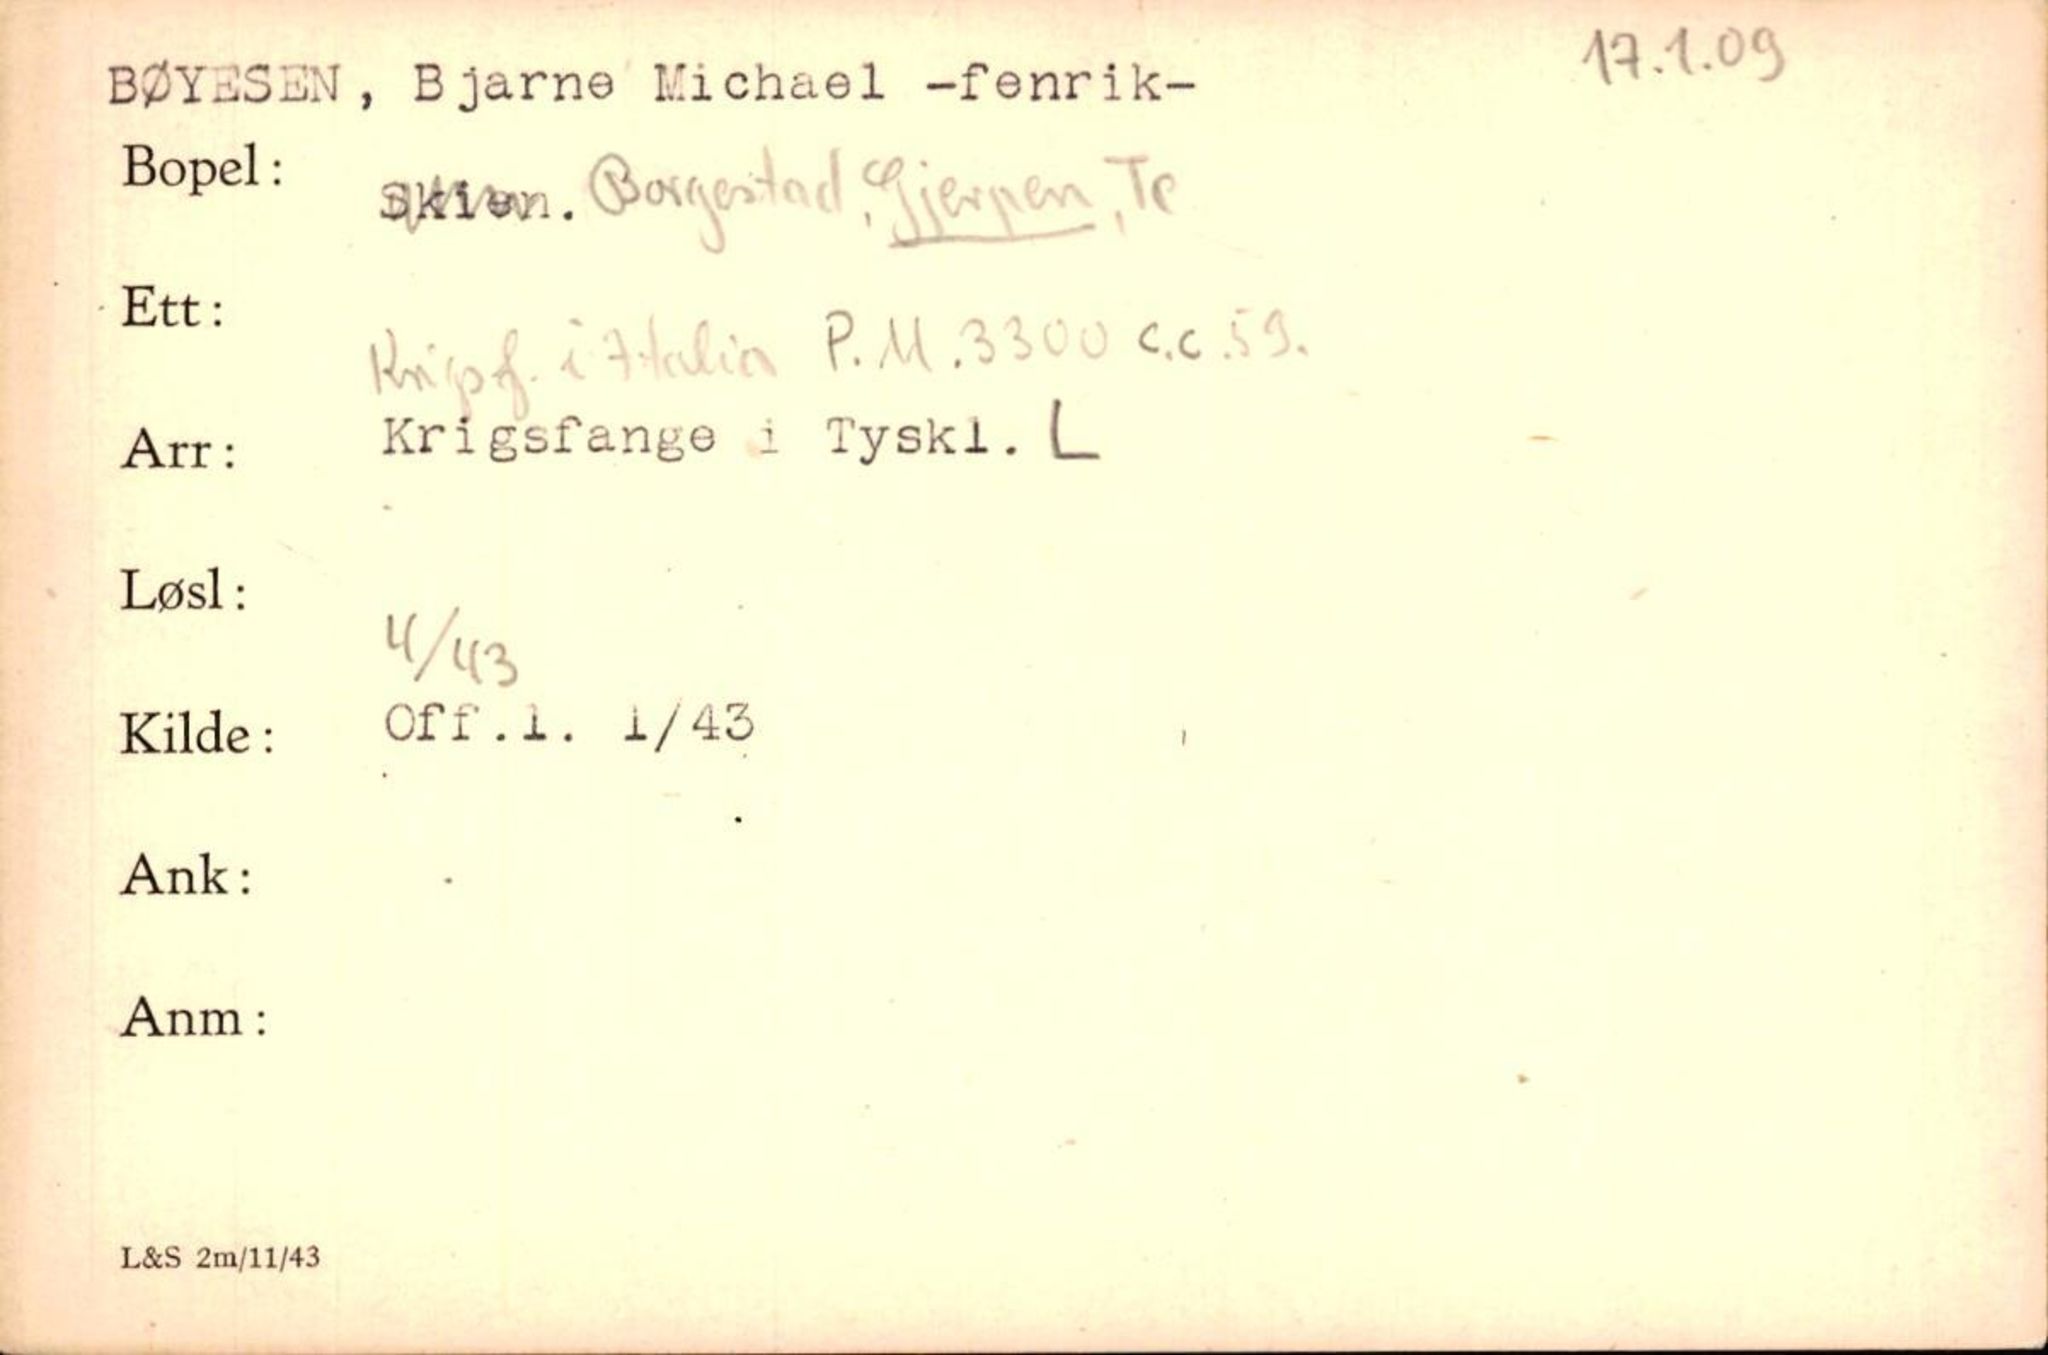 BØYESEN, Bjarne Michael -fenrik- 17.1.09
Bopel: Skien. Borgestad, Gjerpen, Te
Ett:
i Italia P.M. 3300 c.c. 59.
Arr: Krigsfange i Tyskl. L
Løsl:
4/43
Kilde: Off.l. 1/43
Ank:
Anm:
L&S 2m/11/43